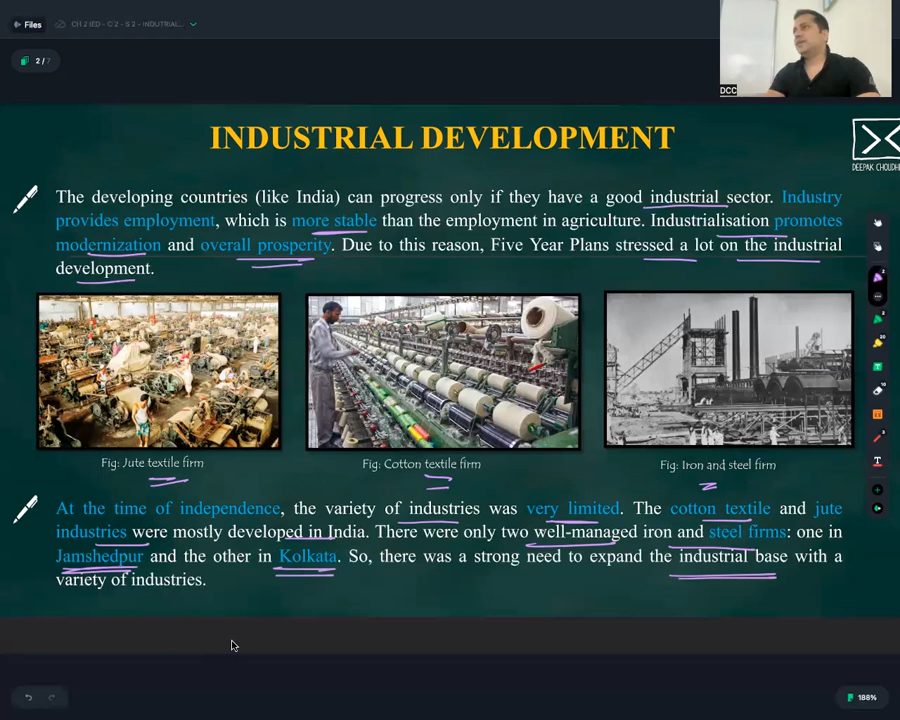 Files
CH 2 IED - C 2 - S 2 - INDUSTRIAL...
2 / 7
DCC
INDUSTRIAL DEVELOPMENT
DEEPAK CHOUDH
The developing countries (like India) can progress only if they have a good industrial sector. Industry
provides employment, which is more stable than the employment in agriculture. Industrialisation promotes
modernization and overall prosperity. Due to this reason, Five Year Plans stressed a lot on the industrial
development.
Fig: Jute textile firm
Fig: Cotton textile firm
Fig: Iron and steel firm
At the time of independence, the variety of industries was very limited. The cotton textile and jute
industries were mostly developed in India. There were only two well-managed iron and steel firms: one in
Jamshedpur and the other in Kolkata. So, there was a strong need to expand the industrial base with a
variety of industries.
188%